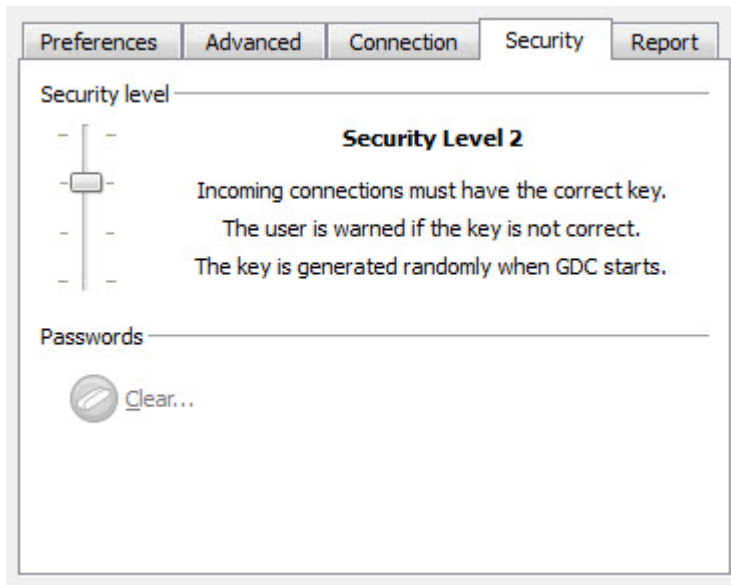 Preferences Advanced Connection Security Report
Security level
Security Level 2
Incoming connections must have the correct key.
The user is warned if the key is not correct.
The key is generated randomly when GDC starts.
Passwords
Clear...